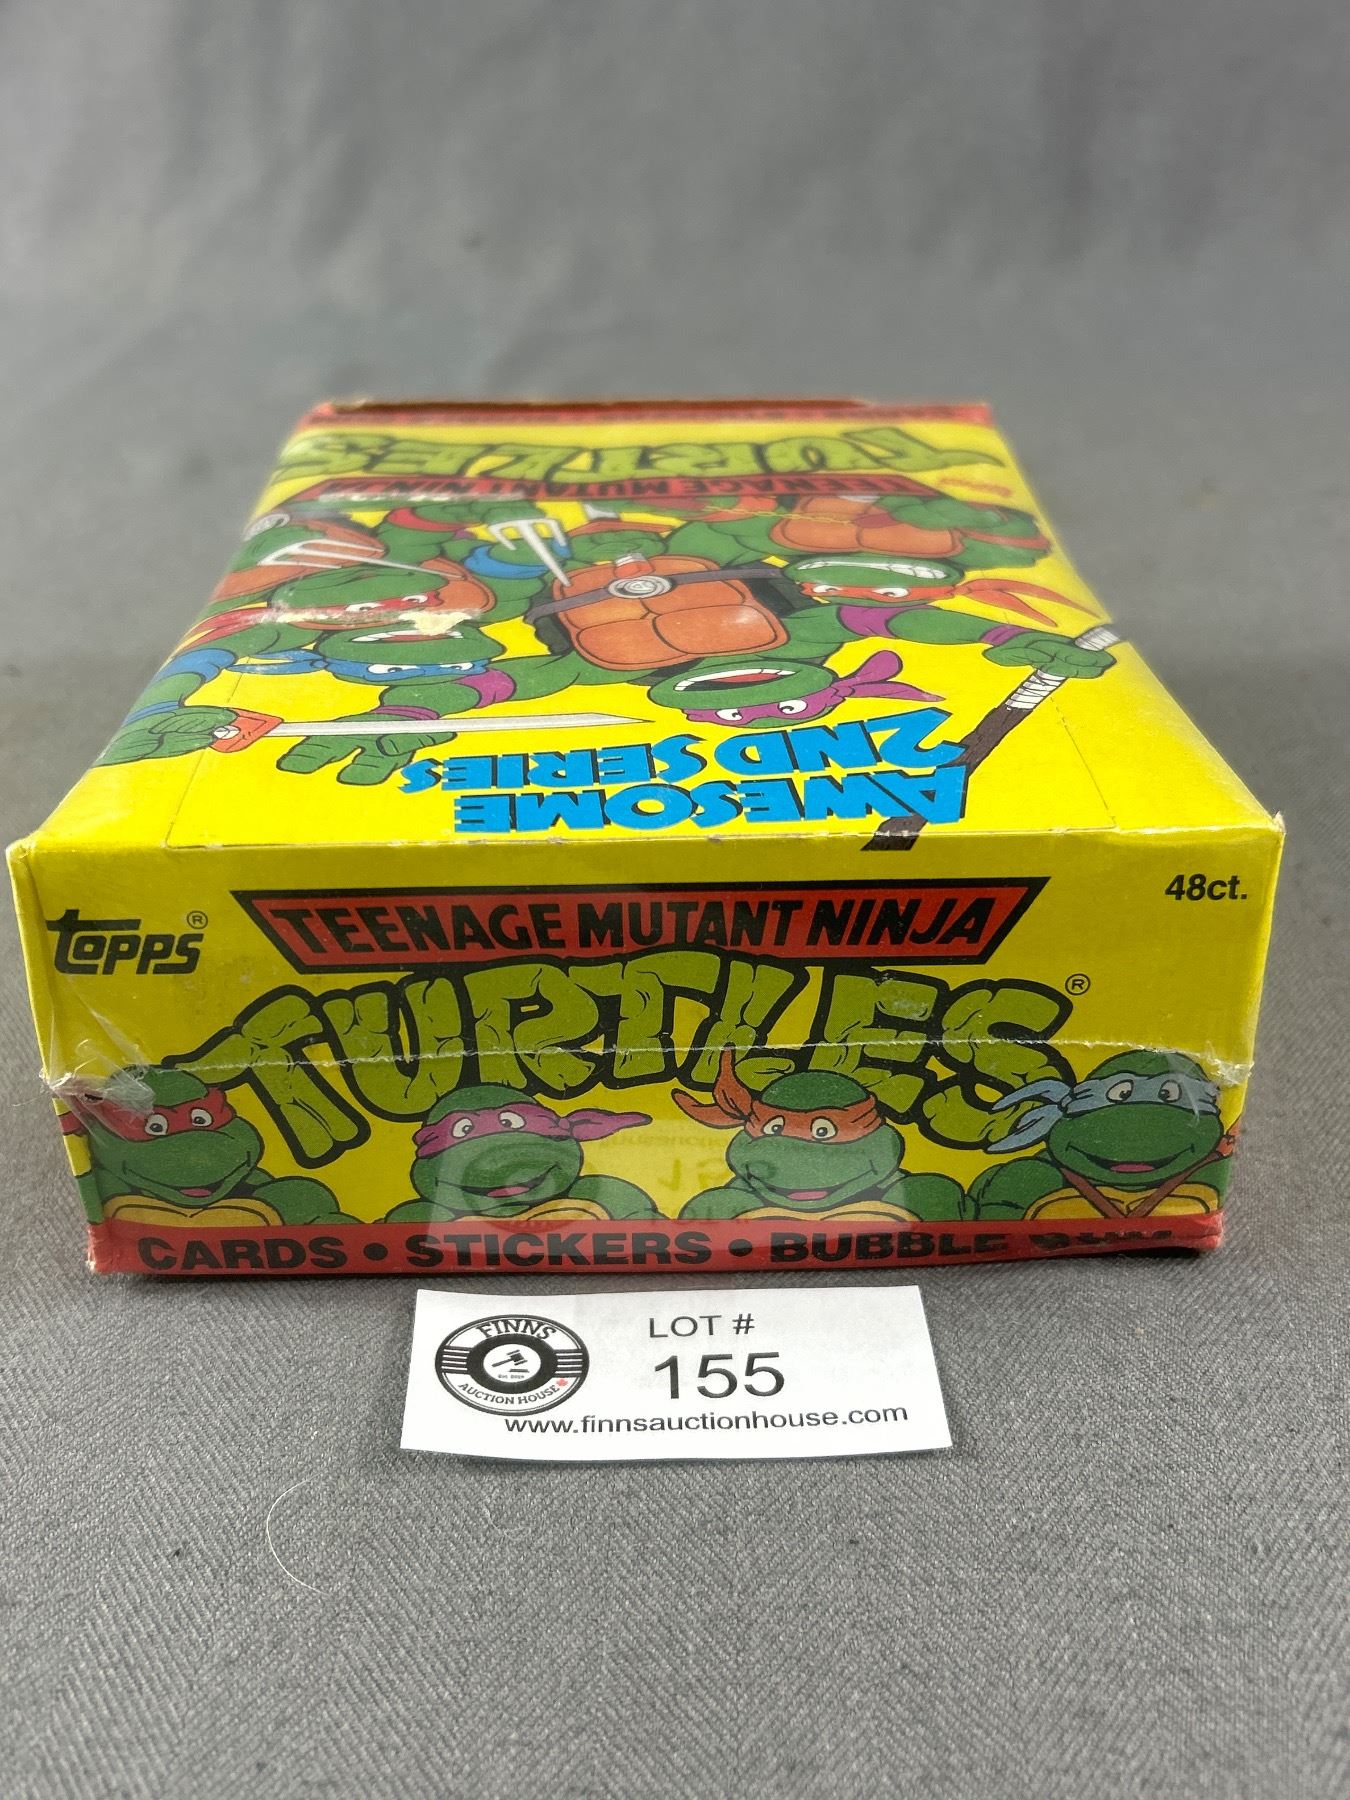 TURTLES
TEENAGE MUTANT NINJA
AWESOME
2ND SERIES
48ct.
topps®
TEENAGE MUTANT NINJA
TURTLES®
CARDS • STICKERS • BUBBLE GUM
FINNS
AUCTION HOUSE
LOT #
155
www.finnsauctionhouse.com